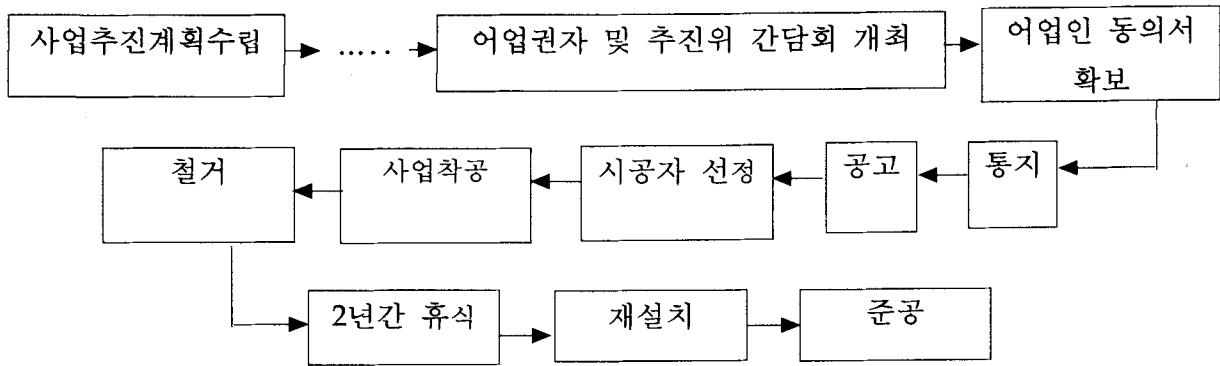 사업추진계획수립
.....
어업권자 및 추진위 간담회 개최
어업인 동의서
확보
통지
공고
시공자 선정
사업착공
철거
2년간 휴식
재설치
준공